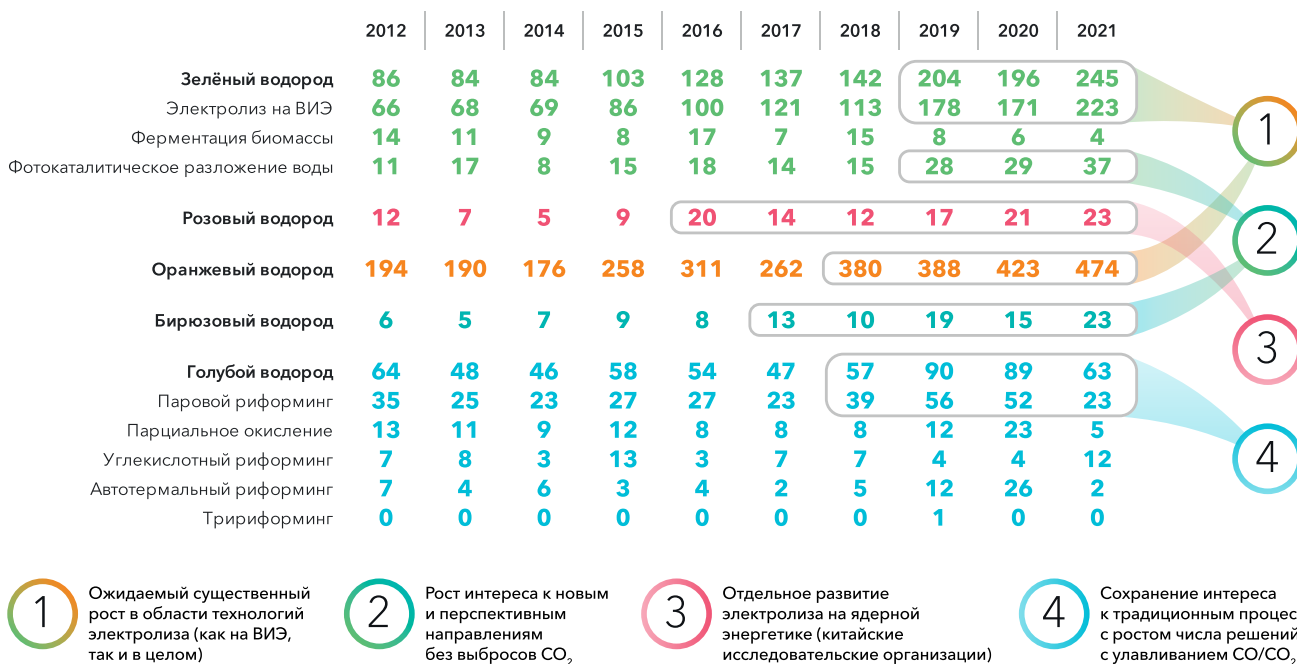 2012 2013 2014 2015 2016 2017 2018 2019 2020 2021
Зелёный водород 86 84 84 103 128 137 142 204 196 245
Электролиз на ВИЭ 66 68 69 86 100 121 113 178 171 223
Ферментация биомассы 14 11 9 8 17 7 15 8 6 4
Фотокаталитическое разложение воды 11 17 8 15 18 14 15 28 29 37
Розовый водород 12 7 5 9 20 14 12 17 21 23
Оранжевый водород 194 190 176 258 311 262 380 388 423 474
Бирюзовый водород 6 5 7 9 8 13 10 19 15 23
Голубой водород 64 48 46 58 54 47 57 90 89 63
Паровой риформинг 35 25 23 27 27 23 39 56 52 23
Парциальное окисление 13 11 9 12 8 8 8 12 23 5
Углекислотный риформинг 7 8 3 13 3 7 7 4 4 12
Автотермальный риформинг 7 4 6 3 4 2 5 12 26 2
Тририформинг 0 0 0 0 0 0 0 1 0 0
1
2
3
4
1
Ожидаемый существенный
рост в области технологий
электролиза (как на ВИЭ,
так и в целом)
2
Рост интереса к новым
и перспективным
направлениям
без выбросов CO₂
3
Отдельное развитие
электролиза на ядерной
энергетике (китайские
исследовательские организации)
4
Сохранение интереса
к традиционным процес
с ростом числа решений
с улавливанием CO/CO₂